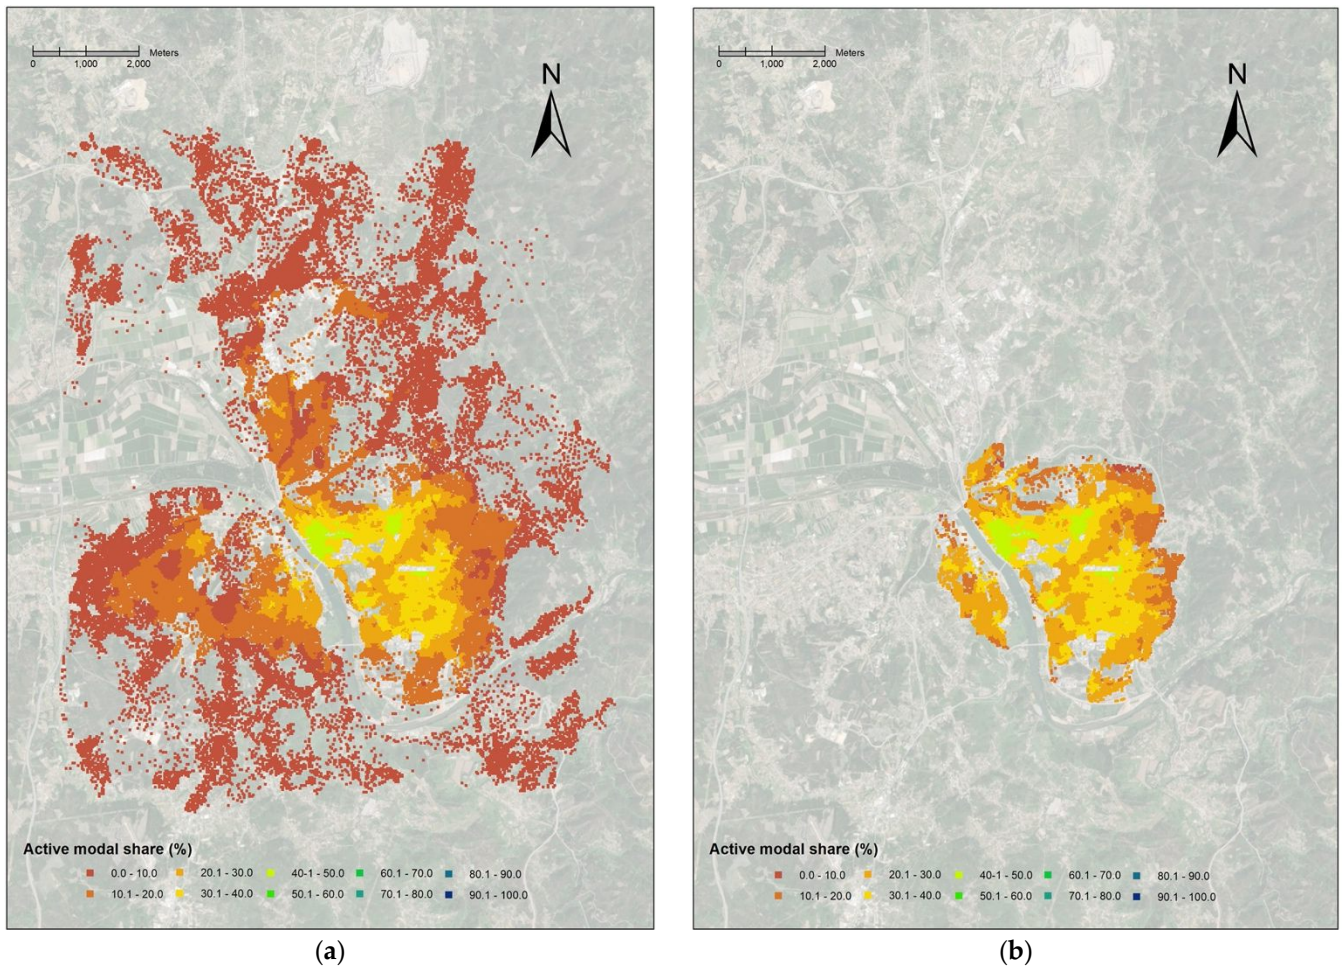 Meters
0 1,000 2,000
N
Active modal share (%)
0.0 - 10.0 20.1 - 30.0 40-1 - 50.0 60.1 - 70.0 80.1 - 90.0
10.1 - 20.0 30.1 - 40.0 50.1 - 60.0 70.1 - 80.0 90.1 - 100.0
(a)
Meters
0 1,000 2,000
N
Active modal share (%)
0.0 - 10.0 20.1 - 30.0 40-1 - 50.0 60.1 - 70.0 80.1 - 90.0
10.1 - 20.0 30.1 - 40.0 50.1 - 60.0 70.1 - 80.0 90.1 - 100.0
(b)